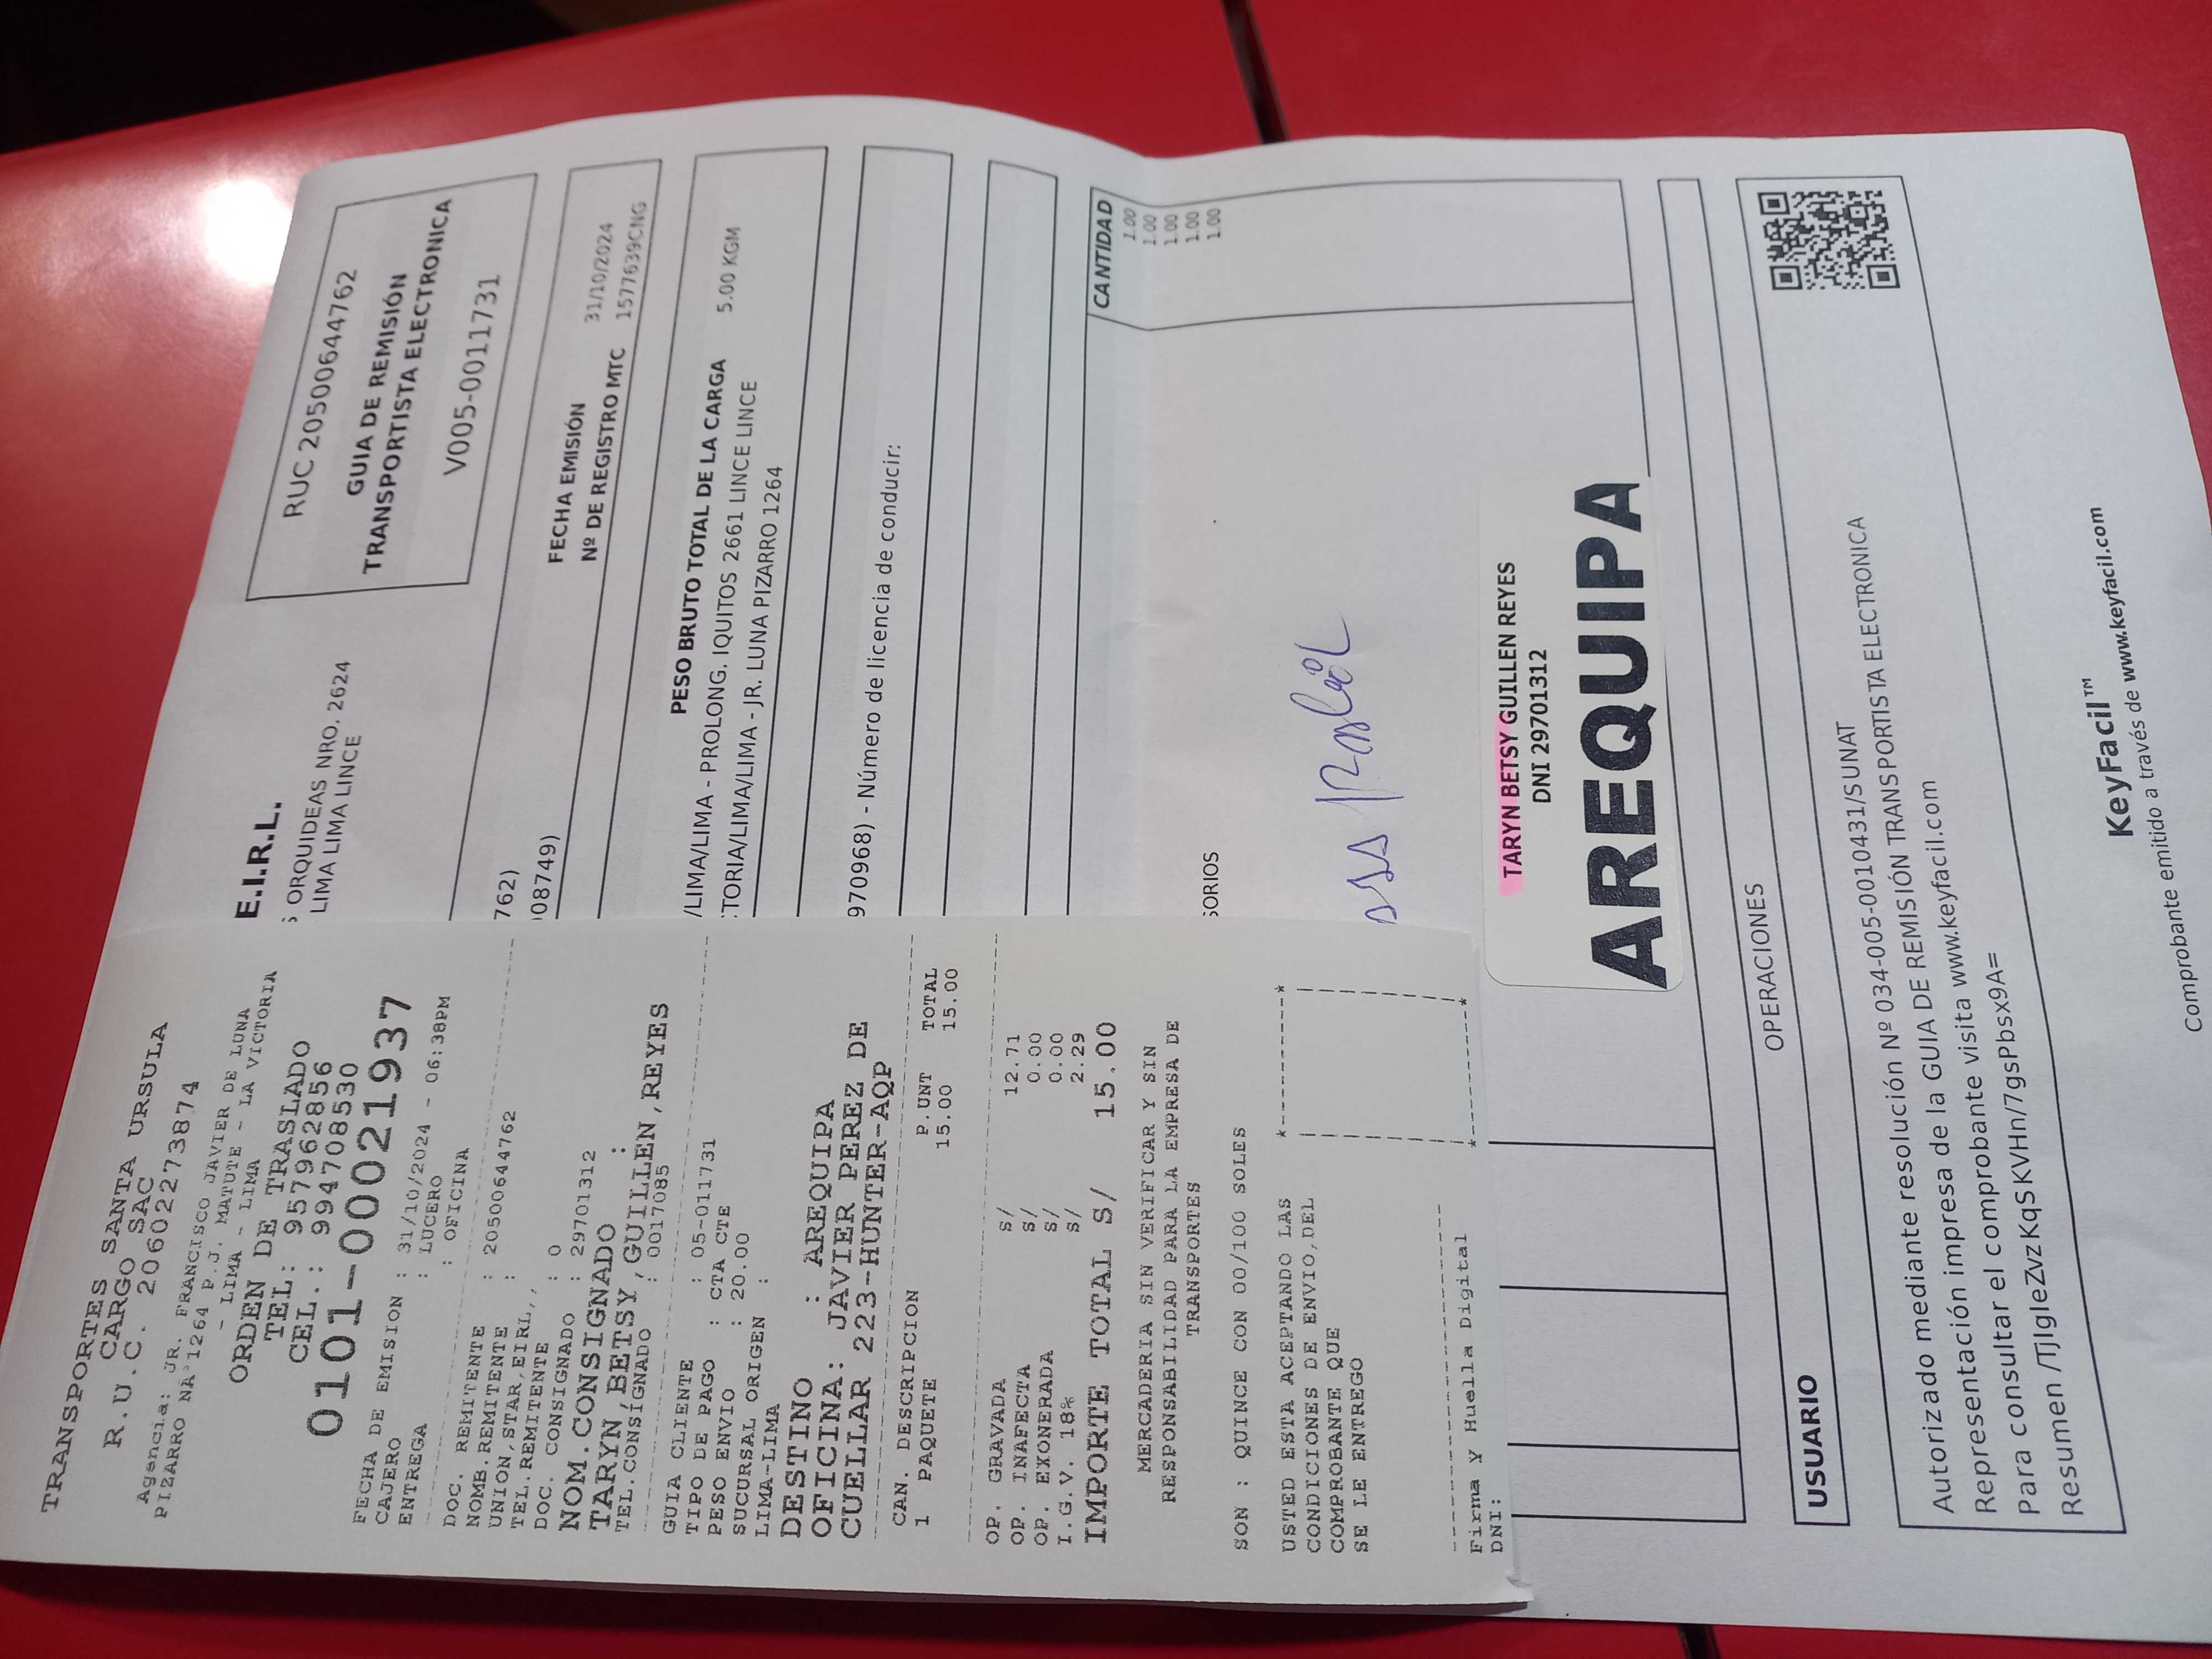 TRANSPORTES SANTA URSULA
CARGO SAC
R.U.C. 20602273874
Agencia: JR. FRANCISCO JAVIER DE LUNA
PIZARRO NA°1264 P.J. MATUTE - LA VICTORIA
- LIMA - LIMA
ORDEN DE TRASLADO
TEL: 957962856
CEL.: 994708530
0101-00021937
FECHA DE EMISION : 31/10/2024 - 06:38PM
CAJERO : LUCERO
ENTREGA : OFICINA
DOC. REMITENTE : 20500644762
NOMB.REMITENTE :
UNION,STAR,EIRL,,
TEL.REMITENTE : 0
DOC. CONSIGNADO : 29701312
NOM.CONSIGNADO :
TARYN,BETSY,GUILLEN,REYES
TEL.CONSIGNADO : 0017085
GUIA CLIENTE : 05-0111731
TIPO DE PAGO : CTA CTE
PESO ENVIO : 20.00
SUCURSAL ORIGEN :
LIMA-LIMA
DESTINO : AREQUIPA
OFICINA: JAVIER PEREZ DE
CUELLAR 223-HUNTER-AQP
CAN. DESCRIPCION P.UNT TOTAL
1 PAQUETE 15.00 15.00
OP. GRAVADA S/ 12.71
OP. INAFECTA S/ 0.00
OP. EXONERADA S/ 0.00
I.G.V. 18% S/ 2.29
IMPORTE TOTAL S/ 15.00
MERCADERIA SIN VERIFICAR Y SIN
RESPONSABILIDAD PARA LA EMPRESA DE
TRANSPORTES
SON : QUINCE CON 00/100 SOLES
USTED ESTA ACEPTANDO LAS
CONDICIONES DE ENVIO,DEL
COMPROBANTE QUE
SE LE ENTREGO
Firma Y Huella Digital
DNI:
E.I.R.L.
ORQUIDEAS NRO. 2624
LIMA LIMA LINCE
RUC 20500644762
GUIA DE REMISIÓN
TRANSPORTISTA ELECTRONICA
V005-0011731
762)
087 49)
FECHA EMISIÓN 31/10/2024
Nº DE REGISTRO MTC 1577639CNG
PESO BRUTO TOTAL DE LA CARGA 5.00 KGM
/LIMA/LIMA - PROLONG. IQUITOS 2661 LINCE LINCE
TORIA/LIMA/LIMA - JR. LUNA PIZARRO 1264
970968) - Número de licencia de conducir:
CANTIDAD
1.00
1.00
1.00
1.00
1.00
SORIOS
TARYN BETSY GUILLEN REYES
DNI 29701312
AREQUIPA
OPERACIONES
USUARIO
Autorizado mediante resolución Nº 034-005-0010431/SUNAT
Representación impresa de la GUIA DE REMISIÓN TRANSPORTISTA ELECTRONICA
Para consultar el comprobante visita www.keyfacil.com
Resumen /TjIgIeZvzKqSKVHn/7gsPbsx9A=
KeyFacil™
Comprobante emitido a través de www.keyfacil.com